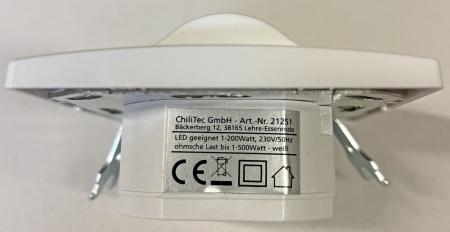 ChiliTec GmbH - Art.-Nr. 21251
Bäckerberg 12, 38165 Lehre-Essenrode
LED geeignet 1-200Watt, 230V/50Hz
ohmsche Last bis 1-500Watt - weiß
CE